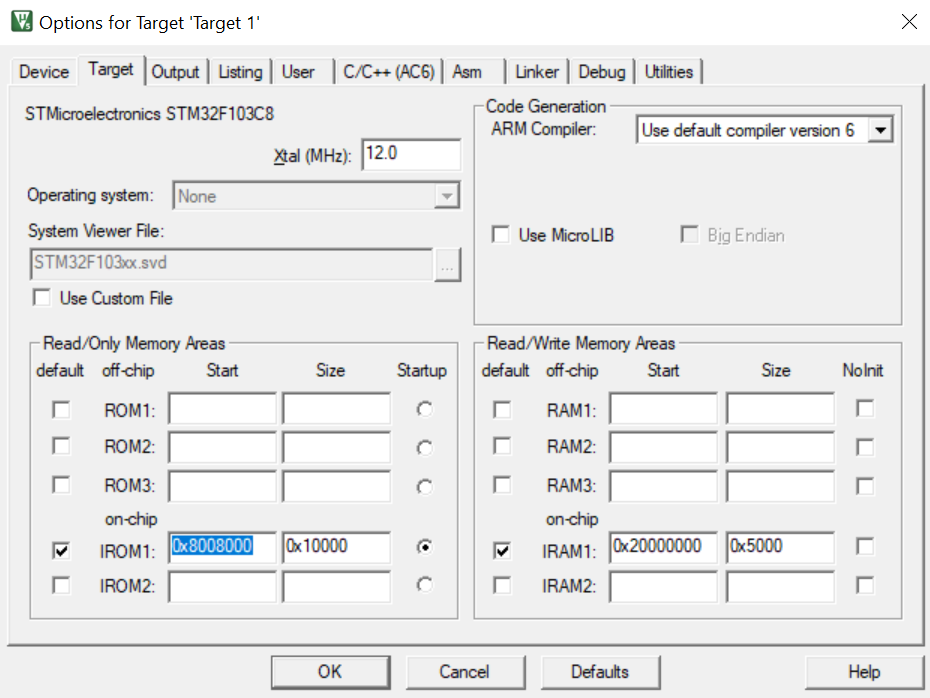 Options for Target 'Target 1'
Device Target Output Listing User C/C++ (AC6) Asm Linker Debug Utilities
STMicroelectronics STM32F103C8
Xtal (MHz): 12.0
Operating system: None
System Viewer File:
STM32F103xx.svd ...
Use Custom File
Code Generation
ARM Compiler: Use default compiler version 6
Use MicroLIB Big Endian
Read/Only Memory Areas
default off-chip Start Size Startup
ROM1:
ROM2:
ROM3:
on-chip
IROM1: 0x8008000 0x10000
IROM2:
Read/Write Memory Areas
default off-chip Start Size NoInit
RAM1:
RAM2:
RAM3:
on-chip
IRAM1: 0x20000000 0x5000
IRAM2:
OK Cancel Defaults Help